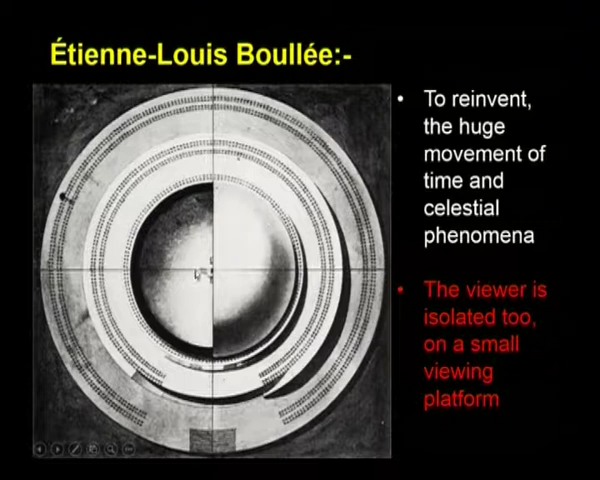 Étienne-Louis Boullée:-
• To reinvent,
the huge
movement of
time and
celestial
phenomena
• The viewer is
isolated too,
on a small
viewing
platform